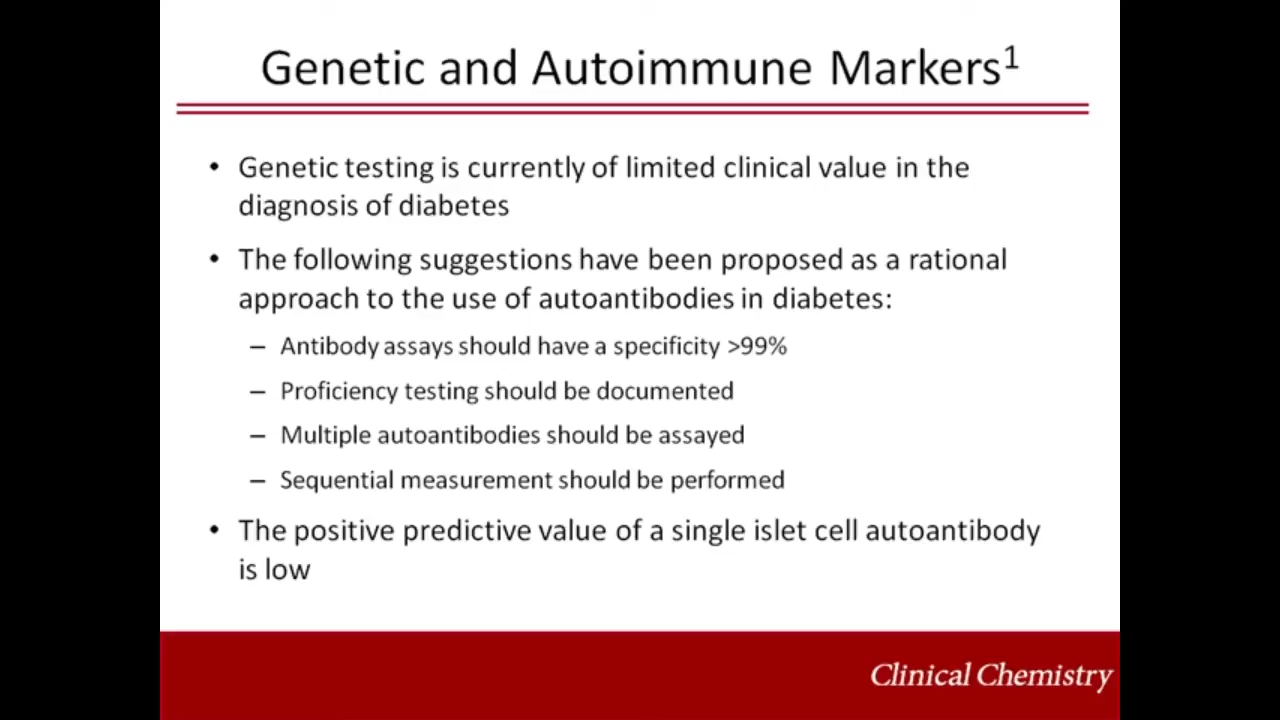 Genetic and Autoimmune Markers¹
• Genetic testing is currently of limited clinical value in the
diagnosis of diabetes
• The following suggestions have been proposed as a rational
approach to the use of autoantibodies in diabetes:
– Antibody assays should have a specificity >99%
– Proficiency testing should be documented
– Multiple autoantibodies should be assayed
– Sequential measurement should be performed
• The positive predictive value of a single islet cell autoantibody
is low
Clinical Chemistry